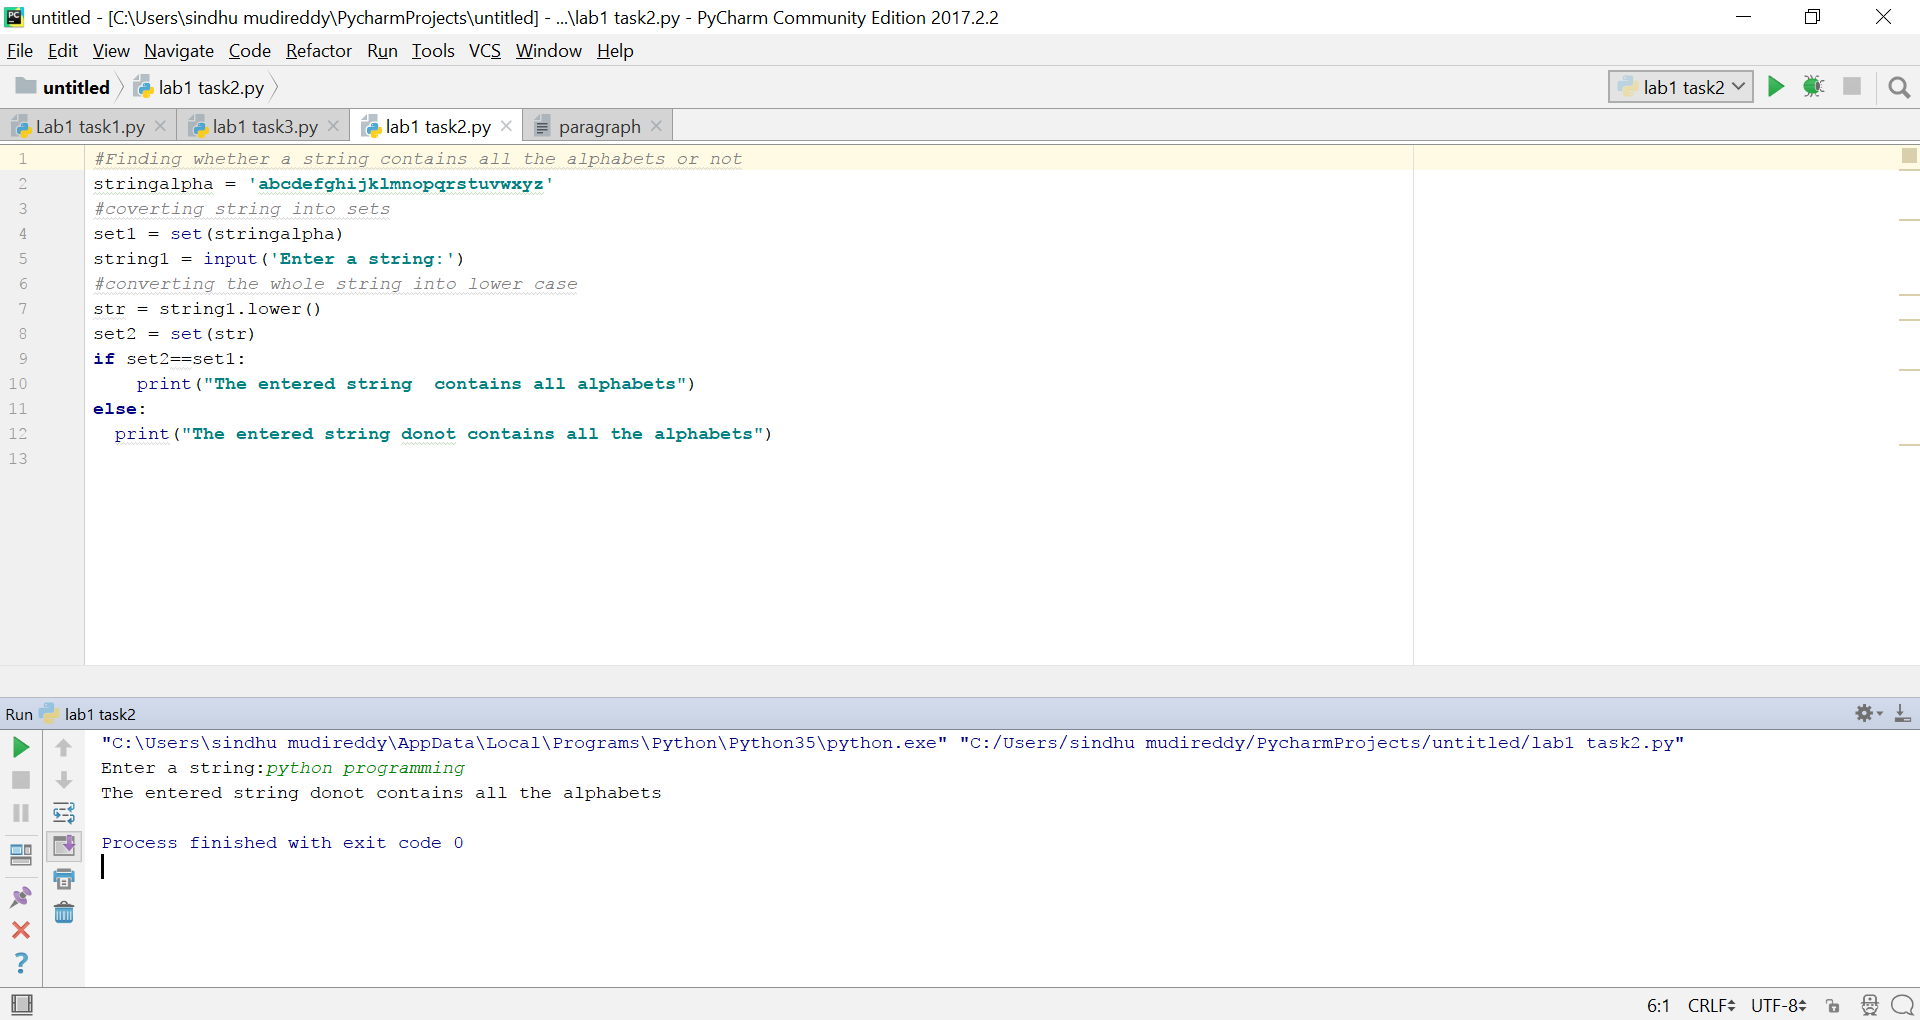 untitled - [C:\Users\sindhu mudireddy\PycharmProjects\untitled] - ...\lab1 task2.py - PyCharm Community Edition 2017.2.2
File Edit View Navigate Code Refactor Run Tools VCS Window Help
untitled lab1 task2.py lab1 task2
Lab1 task1.py lab1 task3.py lab1 task2.py paragraph
1 #Finding whether a string contains all the alphabets or not
2 stringalpha = 'abcdefghijklmnopqrstuvwxyz'
3 #coverting string into sets
4 set1 = set(stringalpha)
5 string1 = input('Enter a string:')
6 #converting the whole string into lower case
7 str = string1.lower()
8 set2 = set(str)
9 if set2==set1:
10     print("The entered string  contains all alphabets")
11 else:
12   print("The entered string donot contains all the alphabets")
13
Run lab1 task2
"C:\Users\sindhu mudireddy\AppData\Local\Programs\Python\Python35\python.exe" "C:/Users/sindhu mudireddy/PycharmProjects/untitled/lab1 task2.py"
Enter a string:python programming
The entered string donot contains all the alphabets
Process finished with exit code 0
6:1 CRLF UTF-8